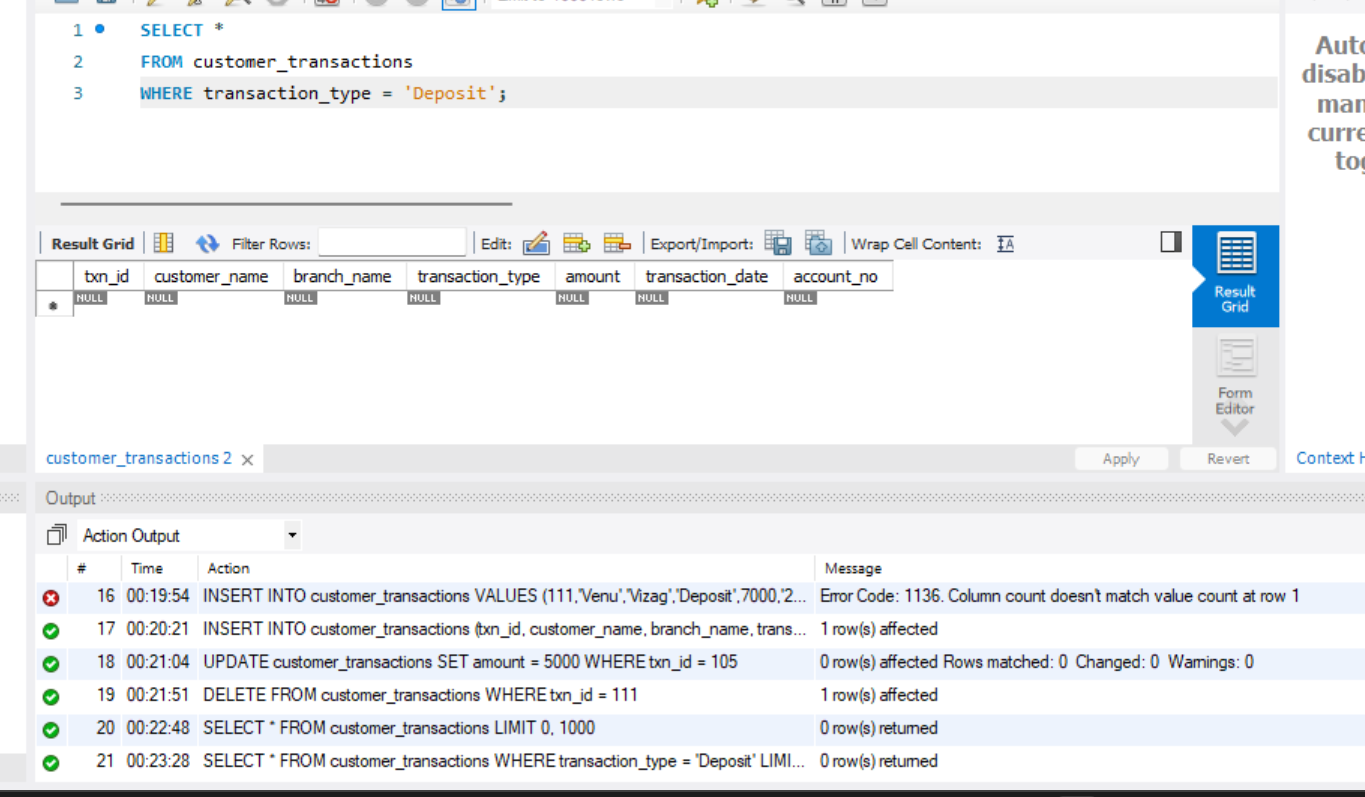 1 SELECT *
2 FROM customer_transactions
3 WHERE transaction_type = 'Deposit';
Result Grid Filter Rows: Edit: Export/Import: Wrap Cell Content: IA
txn_id customer_name branch_name transaction_type amount transaction_date account_no
* NULL NULL NULL NULL NULL NULL NULL
Result
Grid
Form
Editor
customer_transactions 2 × Apply Revert
Context
Output
Action Output
# Time Action Message
16 00:19:54 INSERT INTO customer_transactions VALUES (111,'Venu','Vizag','Deposit',7000,'2... Error Code: 1136. Column count doesn't match value count at row 1
17 00:20:21 INSERT INTO customer_transactions (txn_id, customer_name, branch_name, trans... 1 row(s) affected
18 00:21:04 UPDATE customer_transactions SET amount = 5000 WHERE txn_id = 105 0 row(s) affected Rows matched: 0 Changed: 0 Warnings: 0
19 00:21:51 DELETE FROM customer_transactions WHERE txn_id = 111 1 row(s) affected
20 00:22:48 SELECT * FROM customer_transactions LIMIT 0, 1000 0 row(s) returned
21 00:23:28 SELECT * FROM customer_transactions WHERE transaction_type = 'Deposit' LIMI... 0 row(s) returned